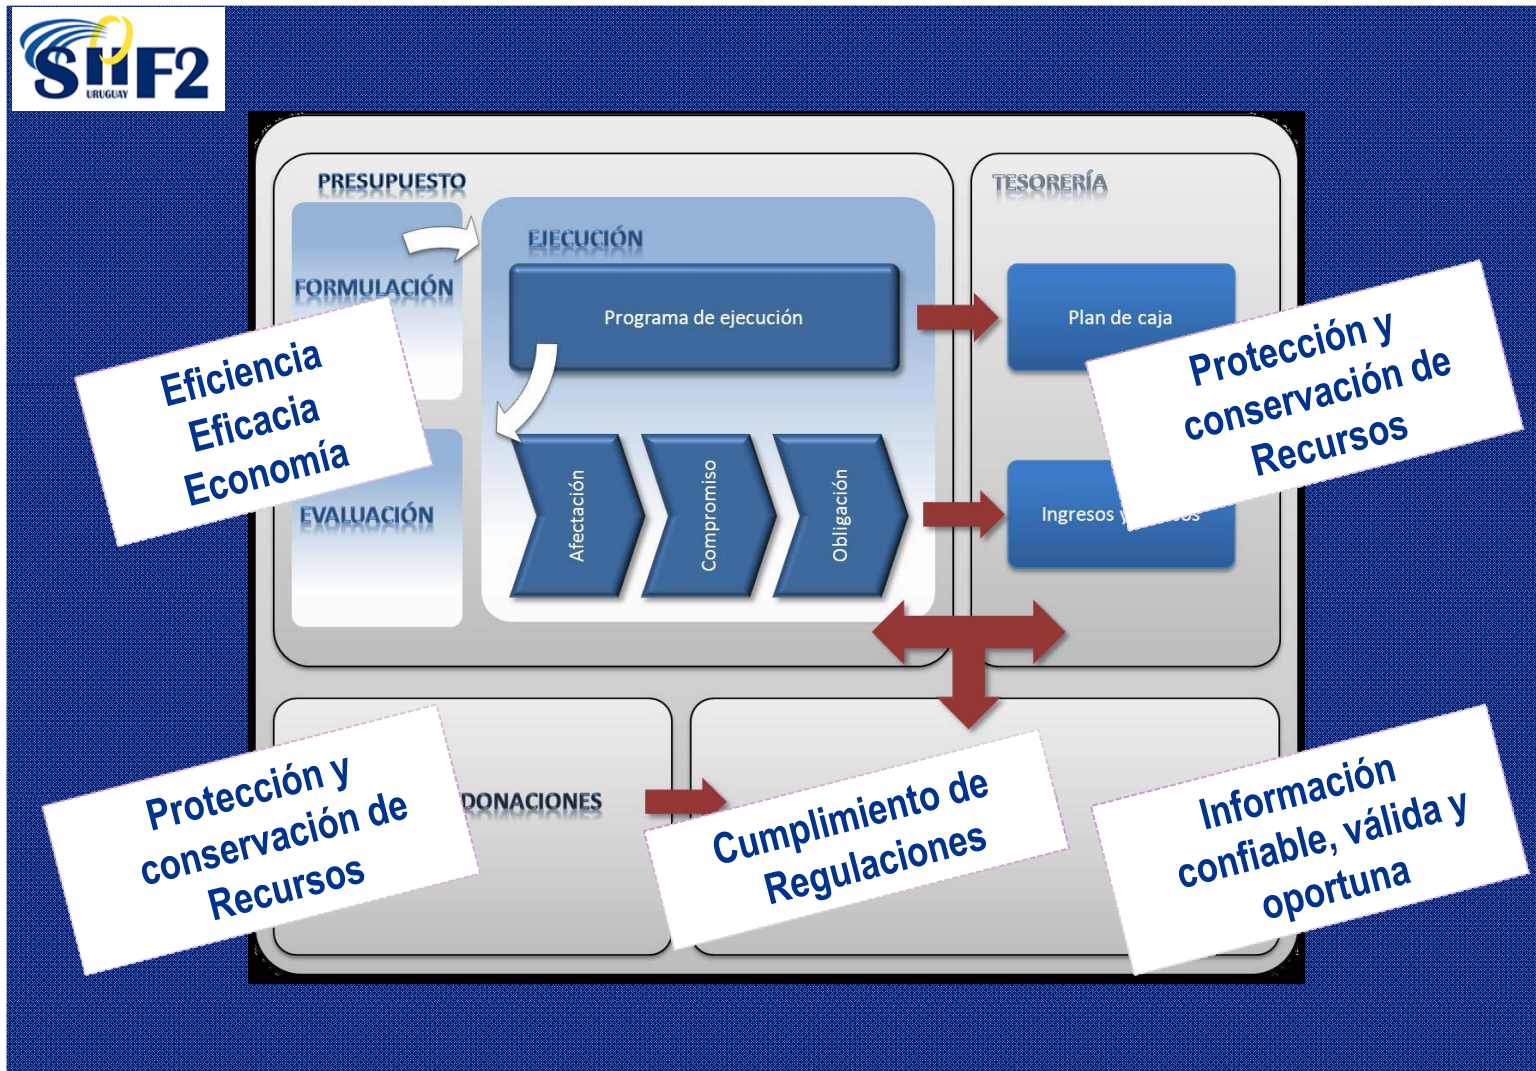 SIIF2
URUGUAY
PRESUPUESTO
TESORERÍA
FORMULACIÓN
EJECUCIÓN
Programa de ejecución
Plan de caja
Eficiencia
Eficacia
Economía
Protección y
conservación de
Recursos
EVALUACIÓN
Afectación
Compromiso
Obligación
Ingresos y
Protección y
conservación de
Recursos
DONACIONES
Cumplimiento de
Regulaciones
Información
confiable, válida y
oportuna